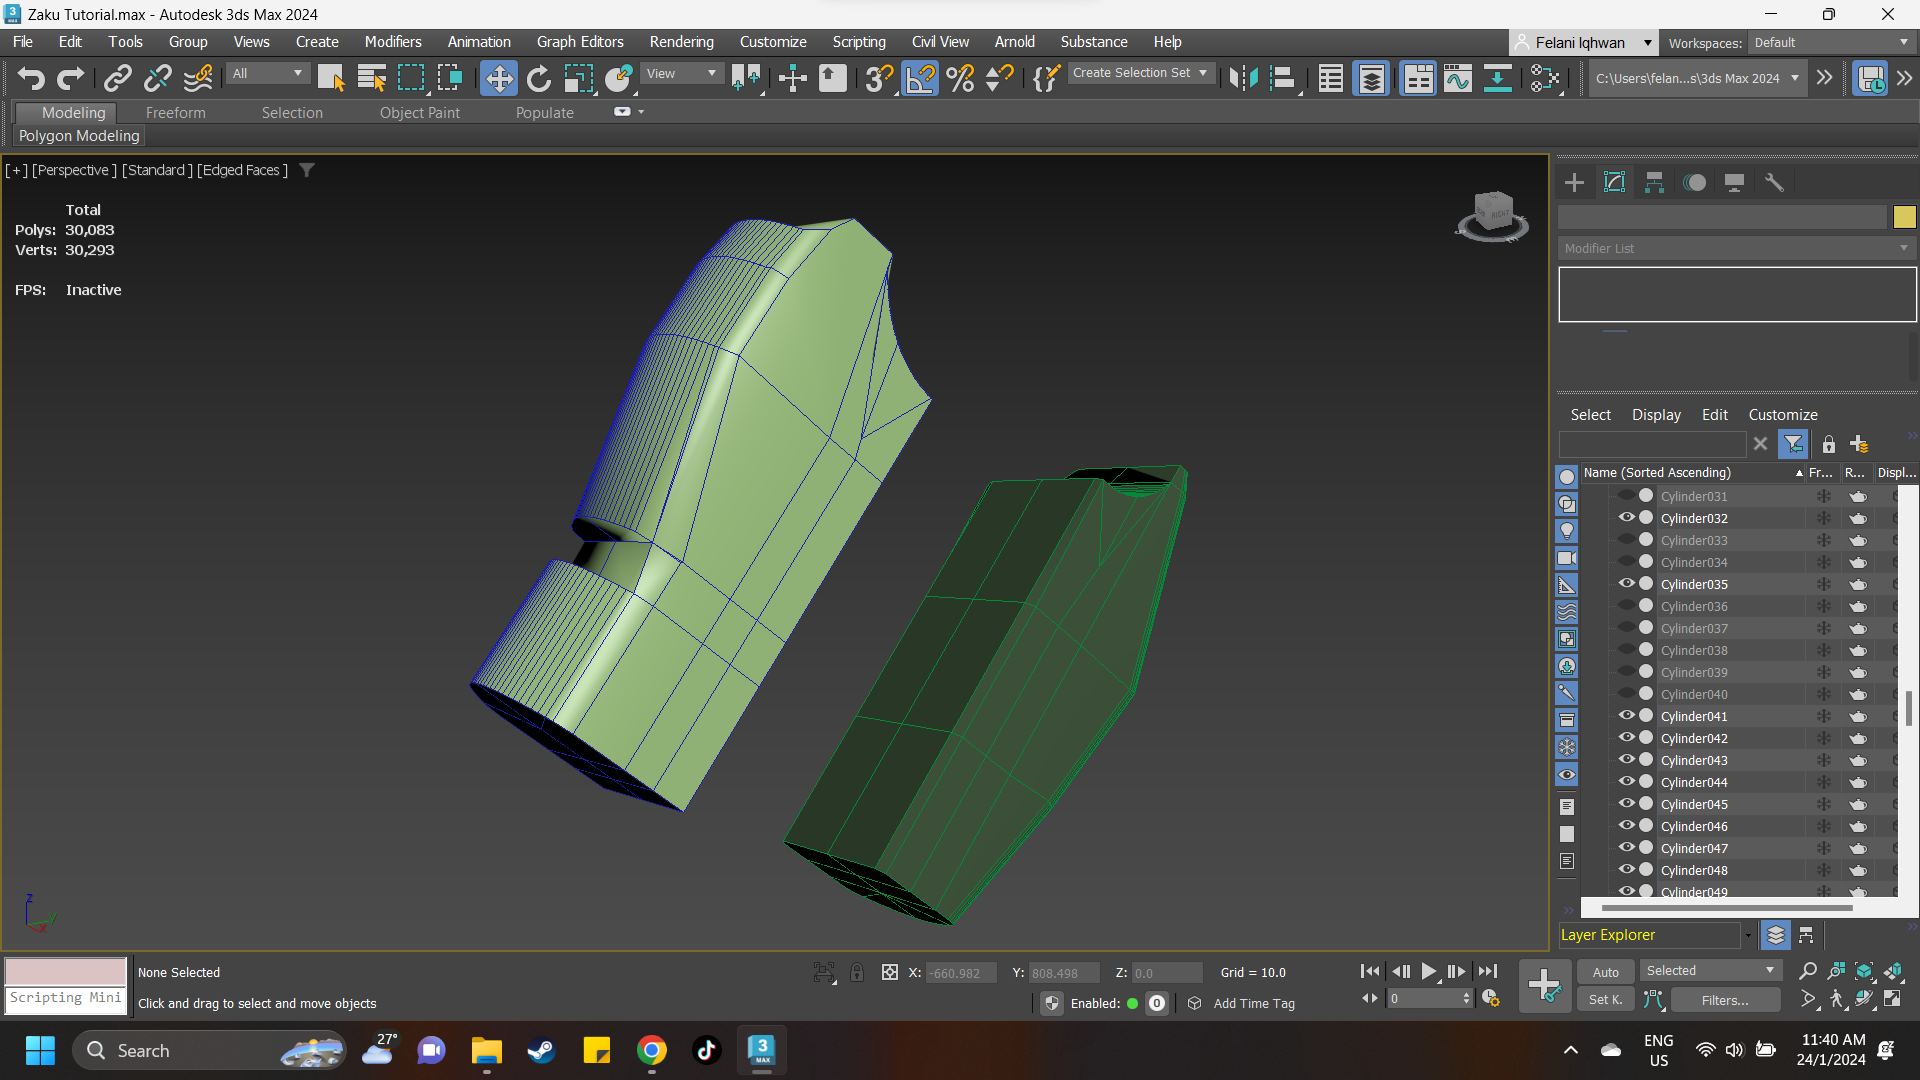 Zaku Tutorial.max - Autodesk 3ds Max 2024
File Edit Tools Group Views Create Modifiers Animation Graph Editors Rendering Customize Scripting Civil View Arnold Substance Help
Felani Iqhwan
Workspaces: Default
All
View
Create Selection Set
C:\Users\felan...s\3ds Max 2024
Modeling Freeform Selection Object Paint Populate
Polygon Modeling
[+] [Perspective ] [Standard ] [Edged Faces ]
Total
Polys: 30,083
Verts: 30,293
FPS: Inactive
RIGHT
Modifier List
Select Display Edit Customize
Name (Sorted Ascending) Fr... R... Displ...
Cylinder031
Cylinder032
Cylinder033
Cylinder034
Cylinder035
Cylinder036
Cylinder037
Cylinder038
Cylinder039
Cylinder040
Cylinder041
Cylinder042
Cylinder043
Cylinder044
Cylinder045
Cylinder046
Cylinder047
Cylinder048
Cylinder049
Layer Explorer
z
y
x
None Selected
Click and drag to select and move objects
Scripting Mini
X: -660.982 Y: 808.498 Z: 0.0 Grid = 10.0
Enabled: 0 Add Time Tag
0
Auto
Set K.
Selected
Filters...
Search
27°
3
MAX
ENG
US
11:40 AM
24/1/2024